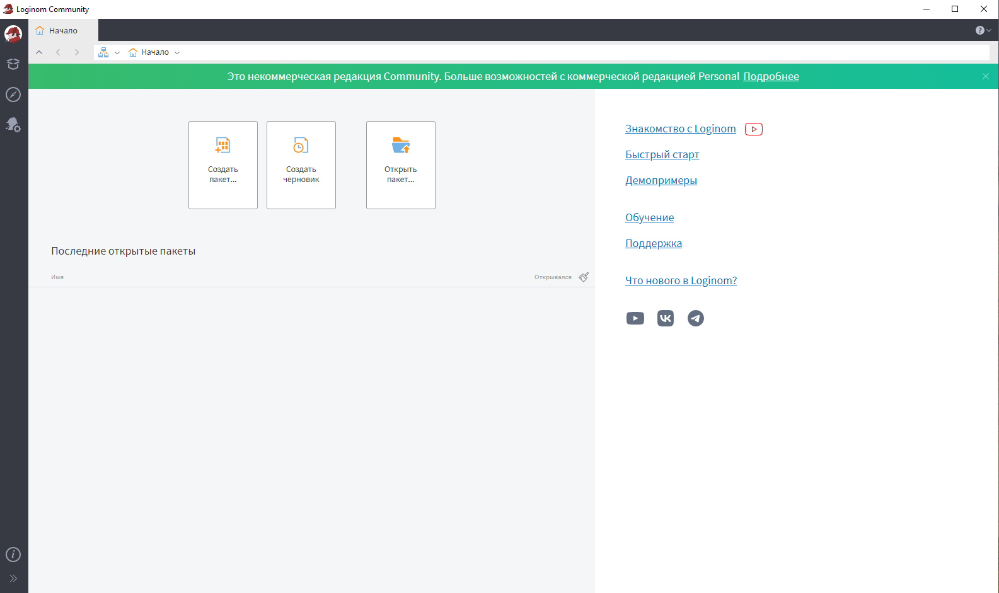 Loginom Community
Начало
Начало
Это некоммерческая редакция Community. Больше возможностей с коммерческой редакцией Personal Подробнее
Создать
пакет...
Создать
черновик
Открыть
пакет...
Последние открытые пакеты
Имя
Открывался
Знакомство с Loginom
Быстрый старт
Демопримеры
Обучение
Поддержка
Что нового в Loginom?